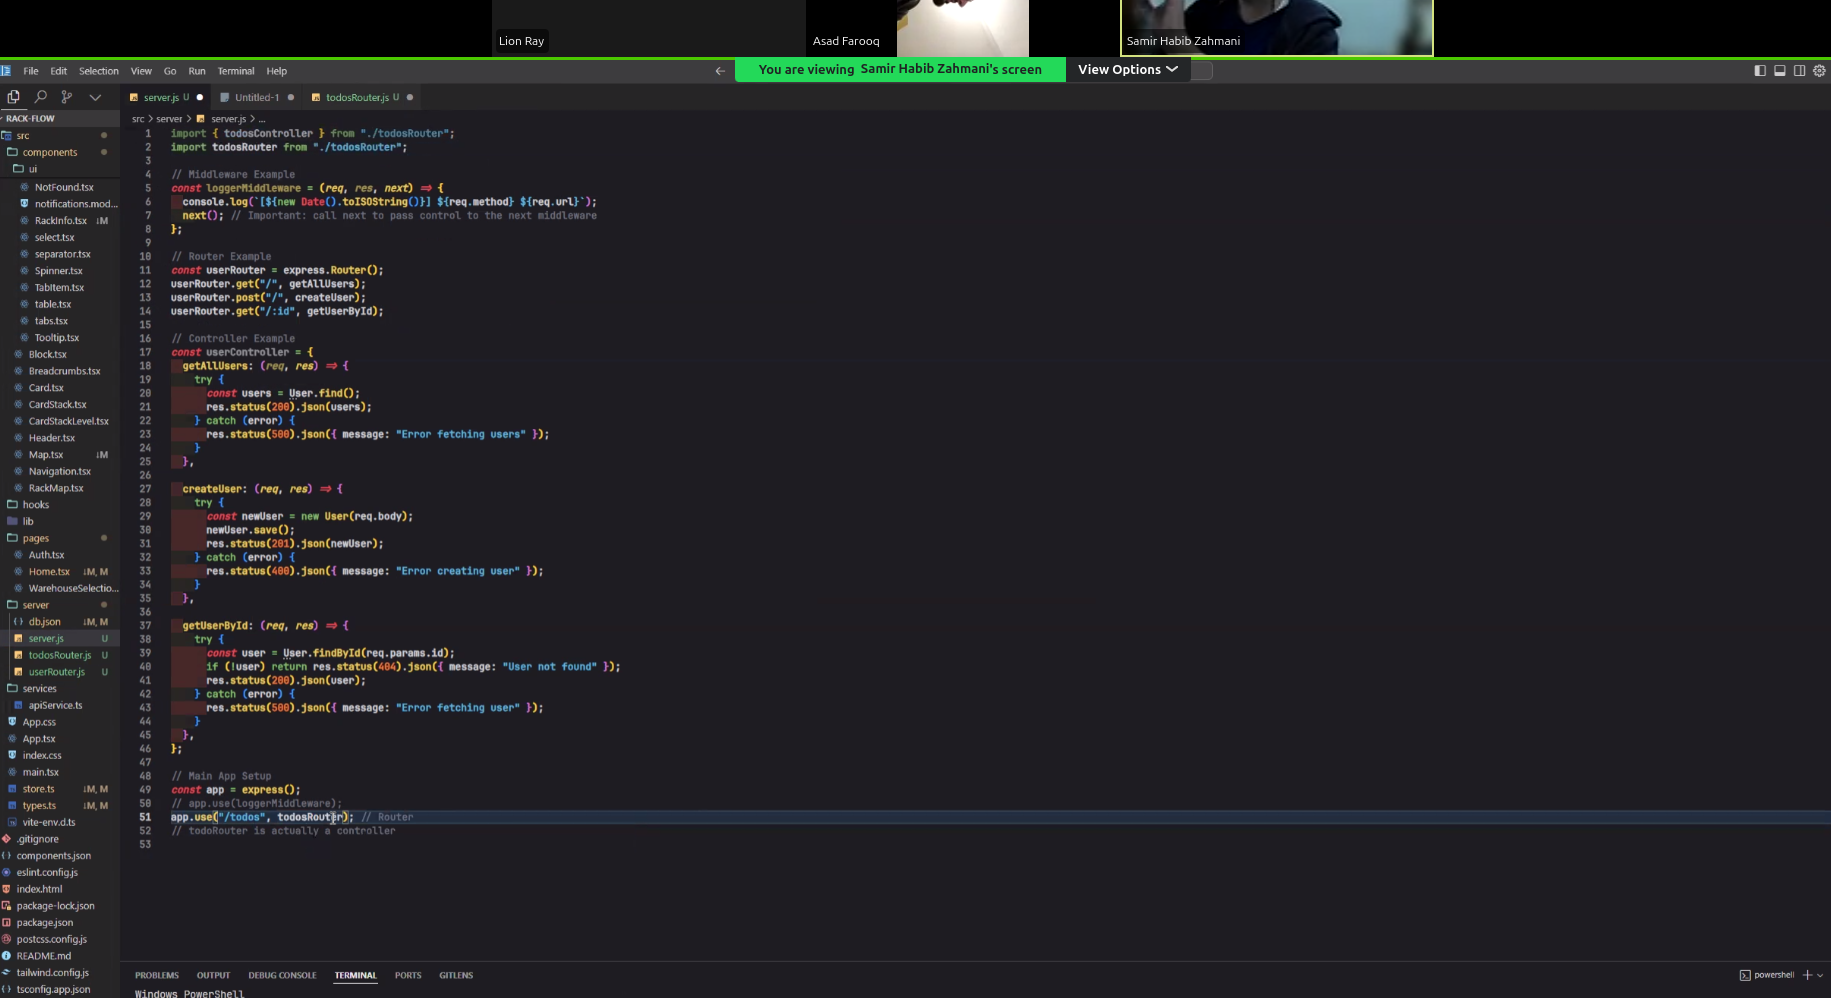 Lion Ray
Asad Farooq
Samir Habib Zahmani
File Edit Selection View Go Run Terminal Help
You are viewing Samir Habib Zahmani's screen
View Options
server.js U
Untitled-1
todosRouter.js U
RACK-FLOW
src > server > server.js > ...
src
components
ui
NotFound.tsx
notifications.mod...
RackInfo.tsx ↓M
select.tsx
separator.tsx
Spinner.tsx
TabItem.tsx
table.tsx
tabs.tsx
Tooltip.tsx
Block.tsx
Breadcrumbs.tsx
Card.tsx
CardStack.tsx
CardStackLevel.tsx
Header.tsx
Map.tsx ↓M
Navigation.tsx
RackMap.tsx
hooks
lib
pages
Auth.tsx
Home.tsx ↓M, M
WarehouseSelectio...
server
db.json ↓M, M
server.js U
todosRouter.js U
userRouter.js U
services
apiService.ts
App.css
App.tsx
index.css
main.tsx
store.ts ↓M, M
types.ts ↓M, M
vite-env.d.ts
.gitignore
components.json
eslint.config.js
index.html
package-lock.json
package.json
postcss.config.js
README.md
tailwind.config.js
tsconfig.app.json
1 import { todosController } from "./todosRouter";
2 import todosRouter from "./todosRouter";
3
4 // Middleware Example
5 const loggerMiddleware = (req, res, next) => {
6 console.log(`[${new Date().toISOString()}] ${req.method} ${req.url}`);
7 next(); // Important: call next to pass control to the next middleware
8 };
9
10 // Router Example
11 const userRouter = express.Router();
12 userRouter.get("/", getAllUsers);
13 userRouter.post("/", createUser);
14 userRouter.get("/:id", getUserById);
15
16 // Controller Example
17 const userController = {
18 getAllUsers: (req, res) => {
19 try {
20 const users = User.find();
21 res.status(200).json(users);
22 } catch (error) {
23 res.status(500).json({ message: "Error fetching users" });
24 }
25 },
26
27 createUser: (req, res) => {
28 try {
29 const newUser = new User(req.body);
30 newUser.save();
31 res.status(201).json(newUser);
32 } catch (error) {
33 res.status(400).json({ message: "Error creating user" });
34 }
35 },
36
37 getUserById: (req, res) => {
38 try {
39 const user = User.findById(req.params.id);
40 if (!user) return res.status(404).json({ message: "User not found" });
41 res.status(200).json(user);
42 } catch (error) {
43 res.status(500).json({ message: "Error fetching user" });
44 }
45 },
46 };
47
48 // Main App Setup
49 const app = express();
50 // app.use(loggerMiddleware);
51 app.use("/todos", todosRouter); // Router
52 // todoRouter is actually a controller
53
PROBLEMS OUTPUT DEBUG CONSOLE TERMINAL PORTS GITLENS
powershell
Windows PowerShell